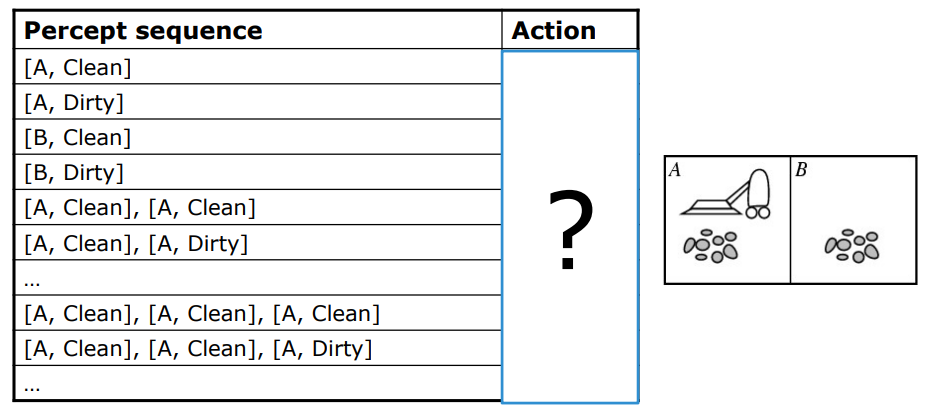 Percept sequence Action
[A, Clean]
[A, Dirty]
[B, Clean]
[B, Dirty]
[A, Clean], [A, Clean]
[A, Clean], [A, Dirty]
...
[A, Clean], [A, Clean], [A, Clean]
[A, Clean], [A, Clean], [A, Dirty]
...
?
A B